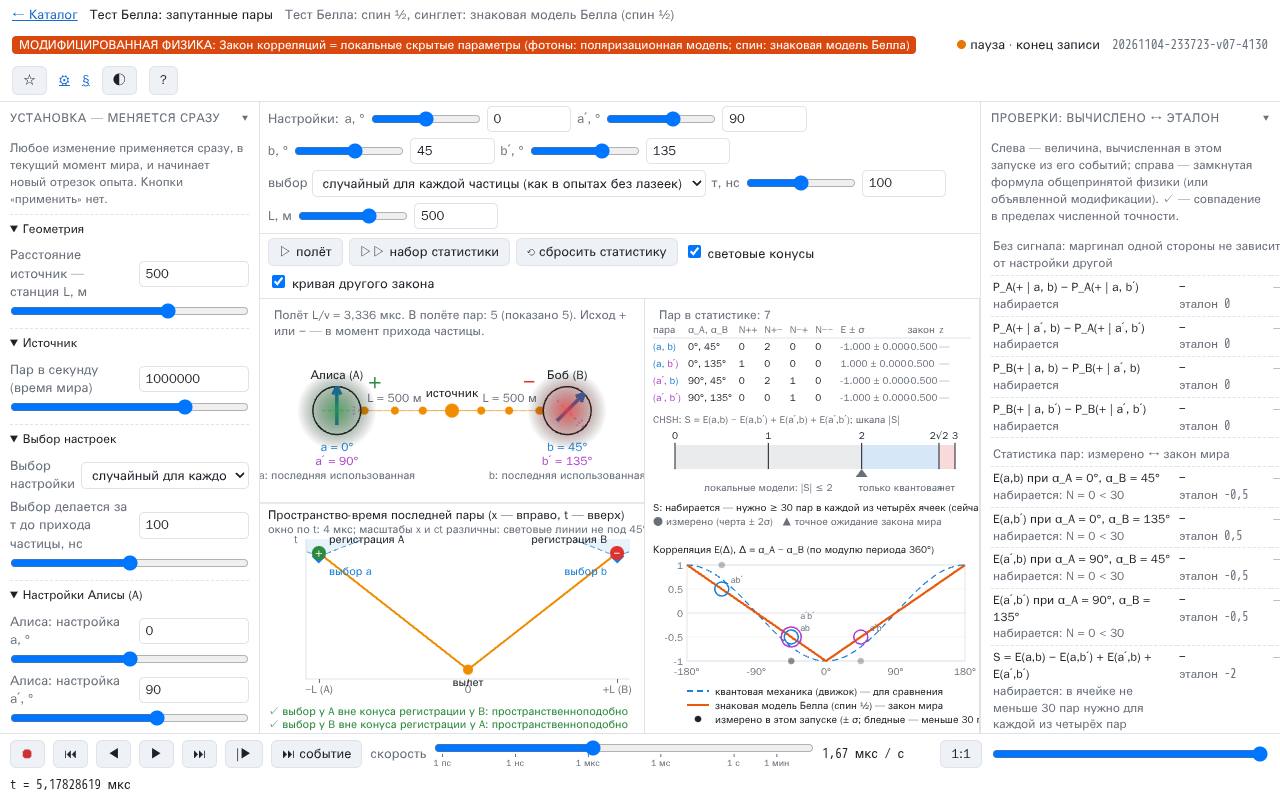 ← Каталог Тест Белла: запутанные пары Тест Белла: спин ½, синглет: знаковая модель Белла (спин ½)
МОДИФИЦИРОВАННАЯ ФИЗИКА: Закон корреляций = локальные скрытые параметры (фотоны: поляризационная модель; спин: знаковая модель Белла)
пауза · конец записи 20261104-233723-v07-4130
☆ ⚙ § ◐ ?
УСТАНОВКА — МЕНЯЕТСЯ СРАЗУ ▼
Любое изменение применяется сразу, в
текущий момент мира, и начинает
новый отрезок опыта. Кнопки
«применить» нет.
▼ Геометрия
Расстояние
источник —
станция L, м
500
▼ Источник
Пар в секунду
(время мира)
1000000
▼ Выбор настроек
Выбор
настройки
случайный для каждо
Выбор делается за
τ до прихода
частицы, нс
100
▼ Настройки Алисы (A)
Алиса: настройка
a, °
0
Алиса: настройка
a′, °
90
Настройки: a, ° 0 a′, ° 90
b, ° 45 b′, ° 135
выбор случайный для каждой частицы (как в опытах без лазеек) τ, нс 100
L, м 500
▷ полёт ▷▷ набор статистики ⟲ сбросить статистику световые конусы
кривая другого закона
Полёт L/v = 3,336 мкс. В полёте пар: 5 (показано 5). Исход +
или − — в момент прихода частицы.
Алиса (A) + источник − Боб (B)
L = 500 м L = 500 м
a = 0° b = 45°
a′ = 90° b′ = 135°
a: последняя использованная b: последняя использованная
Пространство-время последней пары (x — вправо, t — вверх)
окно по t: 4 мкс; масштабы x и ct различны: световые линии не под 45°
t регистрация A регистрация B
+ −
выбор a выбор b
вылет
−L (A) 0 +L (B)
✓ выбор у A вне конуса регистрации у B: пространственноподобно
✓ выбор у B вне конуса регистрации у A: пространственноподобно
Пар в статистике: 7
пара α_A, α_B N++ N+− N−+ N−− E ± σ закон z
(a, b) 0°, 45° 0 2 0 0 -1.000 ± 0.000 -0.500 —
(a, b′) 0°, 135° 1 0 0 0 1.000 ± 0.000 0.500 —
(a′, b) 90°, 45° 0 2 1 0 -1.000 ± 0.000 -0.500 —
(a′, b′) 90°, 135° 0 0 1 0 -1.000 ± 0.000 -0.500 —
CHSH: S = E(a,b) − E(a,b′) + E(a′,b) + E(a′,b′); шкала |S|
0 1 2 2√2 3
локальные модели: |S| ≤ 2 только квантовая нет
S: набирается — нужно ≥ 30 пар в каждой из четырёх ячеек (сейча
измерено (черта ± 2σ) ▲ точное ожидание закона мира
Корреляция E(Δ), Δ = α_A − α_B (по модулю периода 360°)
1
0.5
0
-0.5
-1
ab′
a′b′
ab
a′b
-180° -90° 0° 90° 180°
квантовая механика (движок) — для сравнения
знаковая модель Белла (спин ½) — закон мира
измерено в этом запуске (± σ; бледные — меньше 30 п
ПРОВЕРКИ: ВЫЧИСЛЕНО ↔ ЭТАЛОН ▼
Слева — величина, вычисленная в этом
запуске из его событий; справа — замкнутая
формула общепринятой физики (или
объявленной модификации). ✓ — совпадение
в пределах численной точности.
Без сигнала: маргинал одной стороны не зависит
от настройки другой
P_A(+ | a, b) − P_A(+ | a, b′) –
набирается эталон 0
P_A(+ | a′, b) − P_A(+ | a′, b′) –
набирается эталон 0
P_B(+ | a, b) − P_B(+ | a′, b) –
набирается эталон 0
P_B(+ | a, b′) − P_B(+ | a′, b′) –
набирается эталон 0
Статистика пар: измерено ↔ закон мира
E(a,b) при α_A = 0°, α_B = 45° –
набирается: N = 0 < 30 эталон -0,5
E(a,b′) при α_A = 0°, α_B = 135° –
набирается: N = 0 < 30 эталон 0,5
E(a′,b) при α_A = 90°, α_B = 45° –
набирается: N = 0 < 30 эталон -0,5
E(a′,b′) при α_A = 90°, α_B =
135°
–
эталон -0,5
набирается: N = 0 < 30
S = E(a,b) − E(a,b′) + E(a′,b) +
E(a′,b′)
–
эталон -2
набирается: в ячейке не
меньше 30 пар нужно для
каждой из четырёх пар
⏺ ⏮ ◀ ▶ ⏭ |▶ ⏭ событие скорость 1,67 мкс / с 1:1
1 пс 1 нс 1 мкс 1 мс 1 с 1 мин
t = 5,17828619 мкс